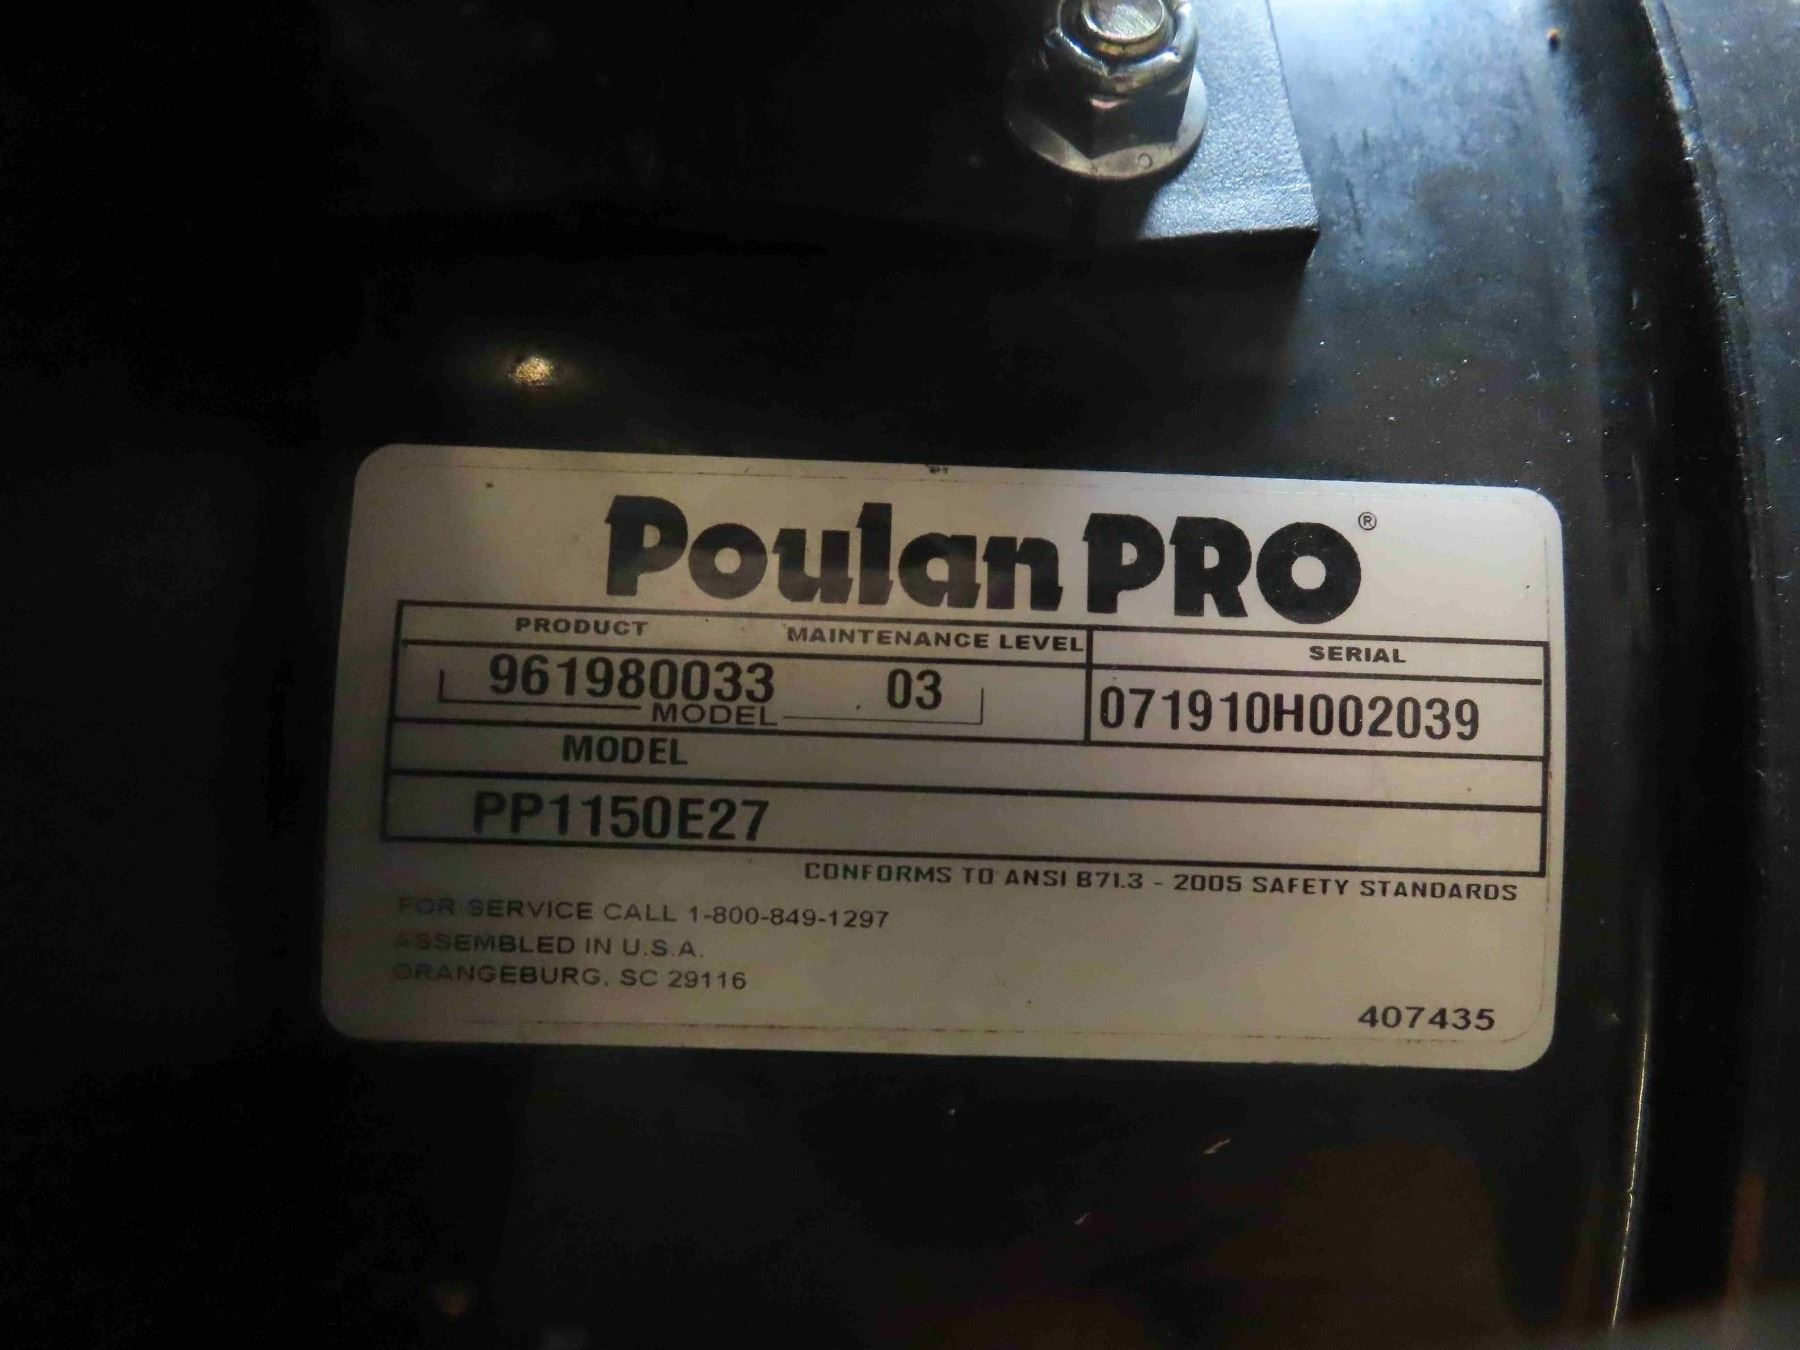 Poulan PRO®
PRODUCT MAINTENANCE LEVEL SERIAL
961980033 03 071910H002039
MODEL
MODEL
PP1150E27
CONFORMS TO ANSI B71.3 - 2005 SAFETY STANDARDS
FOR SERVICE CALL 1-800-849-1297
ASSEMBLED IN U.S.A.
ORANGEBURG, SC 29116
407435